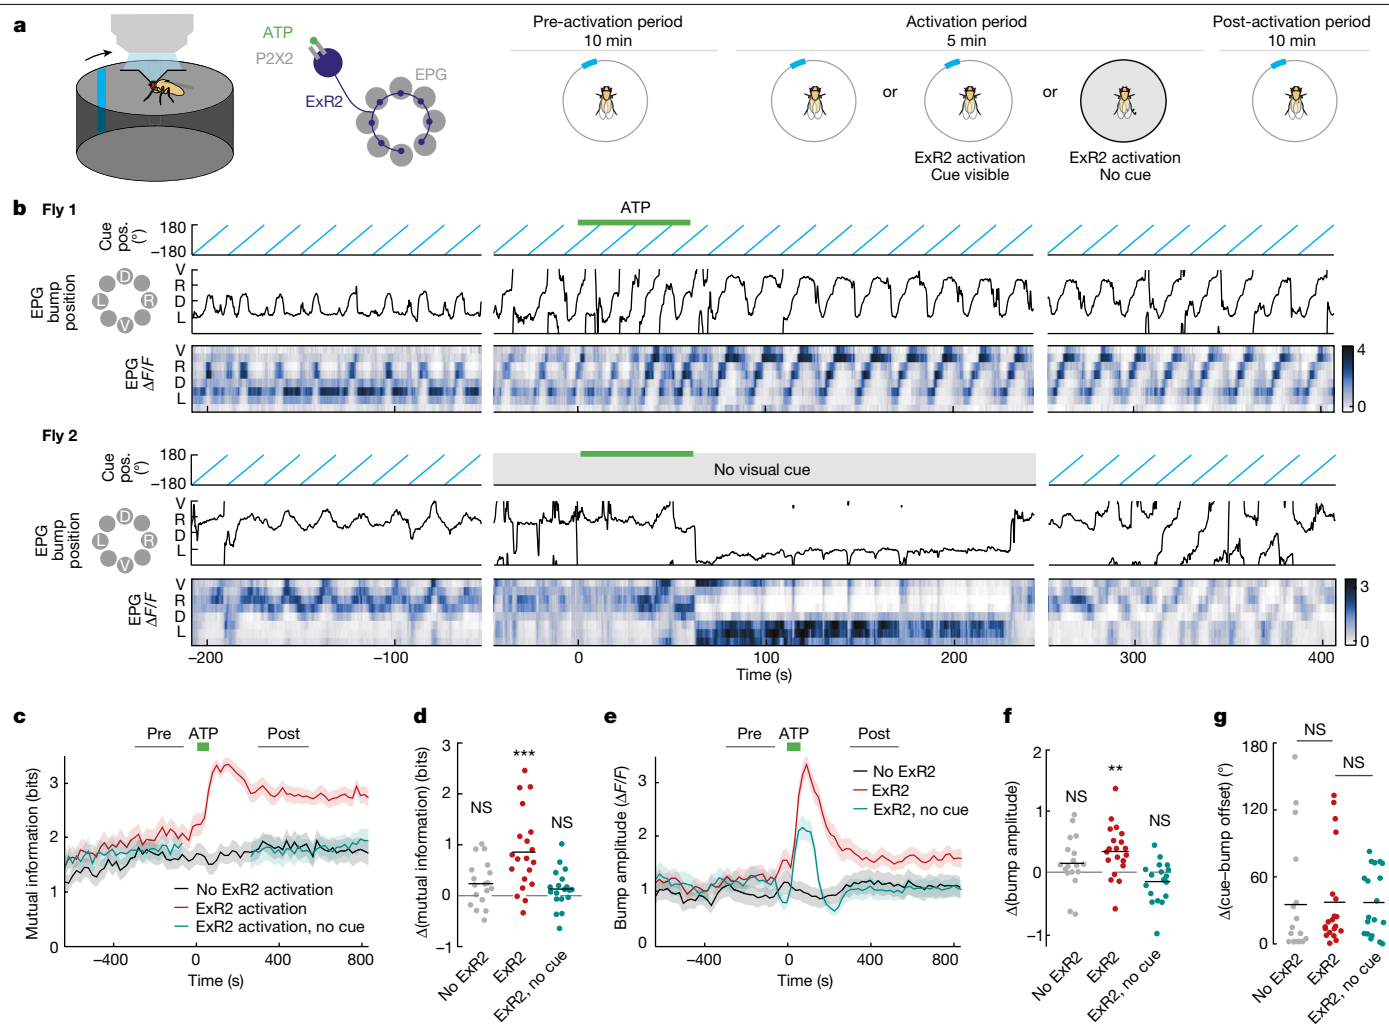 a
ATP
P2X2
ExR2
EPG
Pre-activation period
10 min
Activation period
5 min
Post-activation period
10 min
or
or
ExR2 activation
Cue visible
ExR2 activation
No cue
b
Fly 1
ATP
Cue
pos.
(°)
180
−180
EPG
bump
position
D
L
R
V
V
R
D
L
EPG
ΔF/F
V
R
D
L
4
0
Fly 2
Cue
pos.
(°)
180
−180
No visual cue
EPG
bump
position
D
L
R
V
V
R
D
L
EPG
ΔF/F
V
R
D
L
3
0
−200
−100
0
100
200
300
400
Time (s)
c
Pre
ATP
Post
Mutual information (bits)
3
2
1
0
No ExR2 activation
ExR2 activation
ExR2 activation, no cue
−400
0
400
800
Time (s)
d
Δ(mutual information) (bits)
3
2
1
0
−1
NS
***
NS
No ExR2
ExR2
ExR2, no cue
e
Pre
ATP
Post
Bump amplitude (ΔF/F)
3
2
1
0
No ExR2
ExR2
ExR2, no cue
−400
0
400
800
Time (s)
f
Δ(bump amplitude)
2
1
0
−1
NS
**
NS
No ExR2
ExR2
ExR2, no cue
g
NS
NS
Δ(cue–bump offset) (°)
180
120
60
0
No ExR2
ExR2
ExR2, no cue